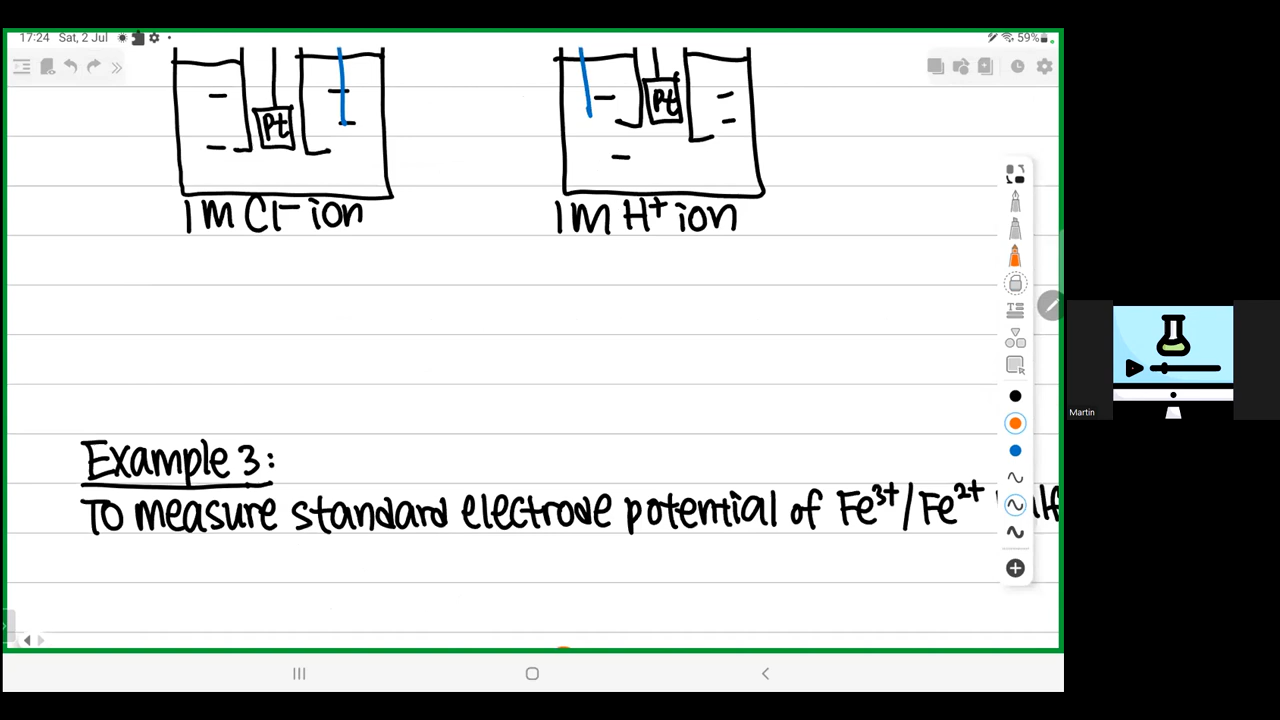 17:24 Sat, 2 Jul 59%
Pt Pt
1M Cl⁻ ion 1M H⁺ ion
Example 3:
To measure standard electrode potential of Fe³⁺/Fe²⁺ half
Martin